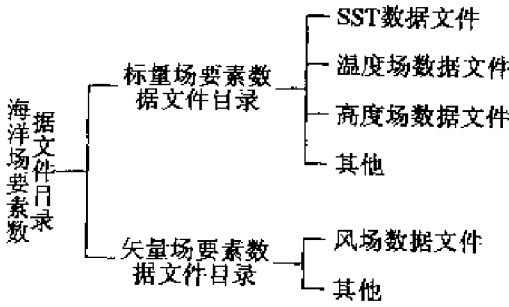 海洋场要素数
据文件目录
标量场要素数
据文件目录
SST数据文件
温度场数据文件
高度场数据文件
其他
矢量场要素数
据文件目录
风场数据文件
其他